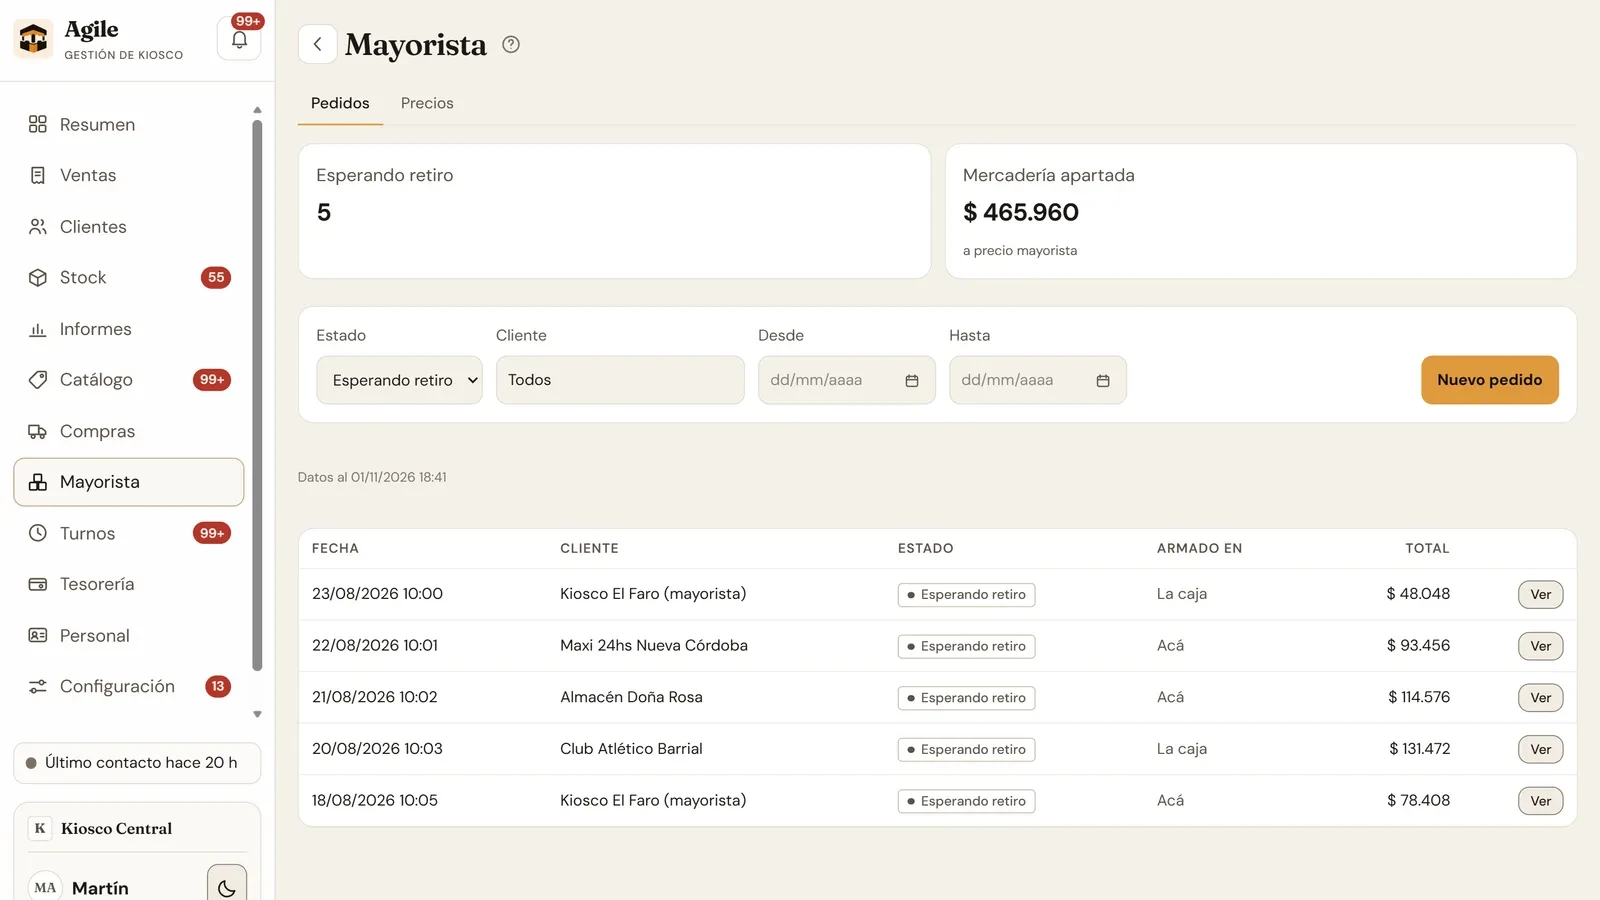 Agile
GESTIÓN DE KIOSCO
99+
Resumen
Ventas
Clientes
Stock 55
Informes
Catálogo 99+
Compras
Mayorista
Turnos 99+
Tesorería
Personal
Configuración 13
Último contacto hace 20 h
K Kiosco Central
MA Martín
Mayorista
Pedidos Precios
Esperando retiro
5
Mercadería apartada
$ 465.960
a precio mayorista
Estado Cliente Desde Hasta
Esperando retiro Todos dd/mm/aaaa dd/mm/aaaa Nuevo pedido
Datos al 01/11/2026 18:41
FECHA CLIENTE ESTADO ARMADO EN TOTAL
23/08/2026 10:00 Kiosco El Faro (mayorista) Esperando retiro La caja $ 48.048 Ver
22/08/2026 10:01 Maxi 24hs Nueva Córdoba Esperando retiro Acá $ 93.456 Ver
21/08/2026 10:02 Almacén Doña Rosa Esperando retiro Acá $ 114.576 Ver
20/08/2026 10:03 Club Atlético Barrial Esperando retiro La caja $ 131.472 Ver
18/08/2026 10:05 Kiosco El Faro (mayorista) Esperando retiro Acá $ 78.408 Ver